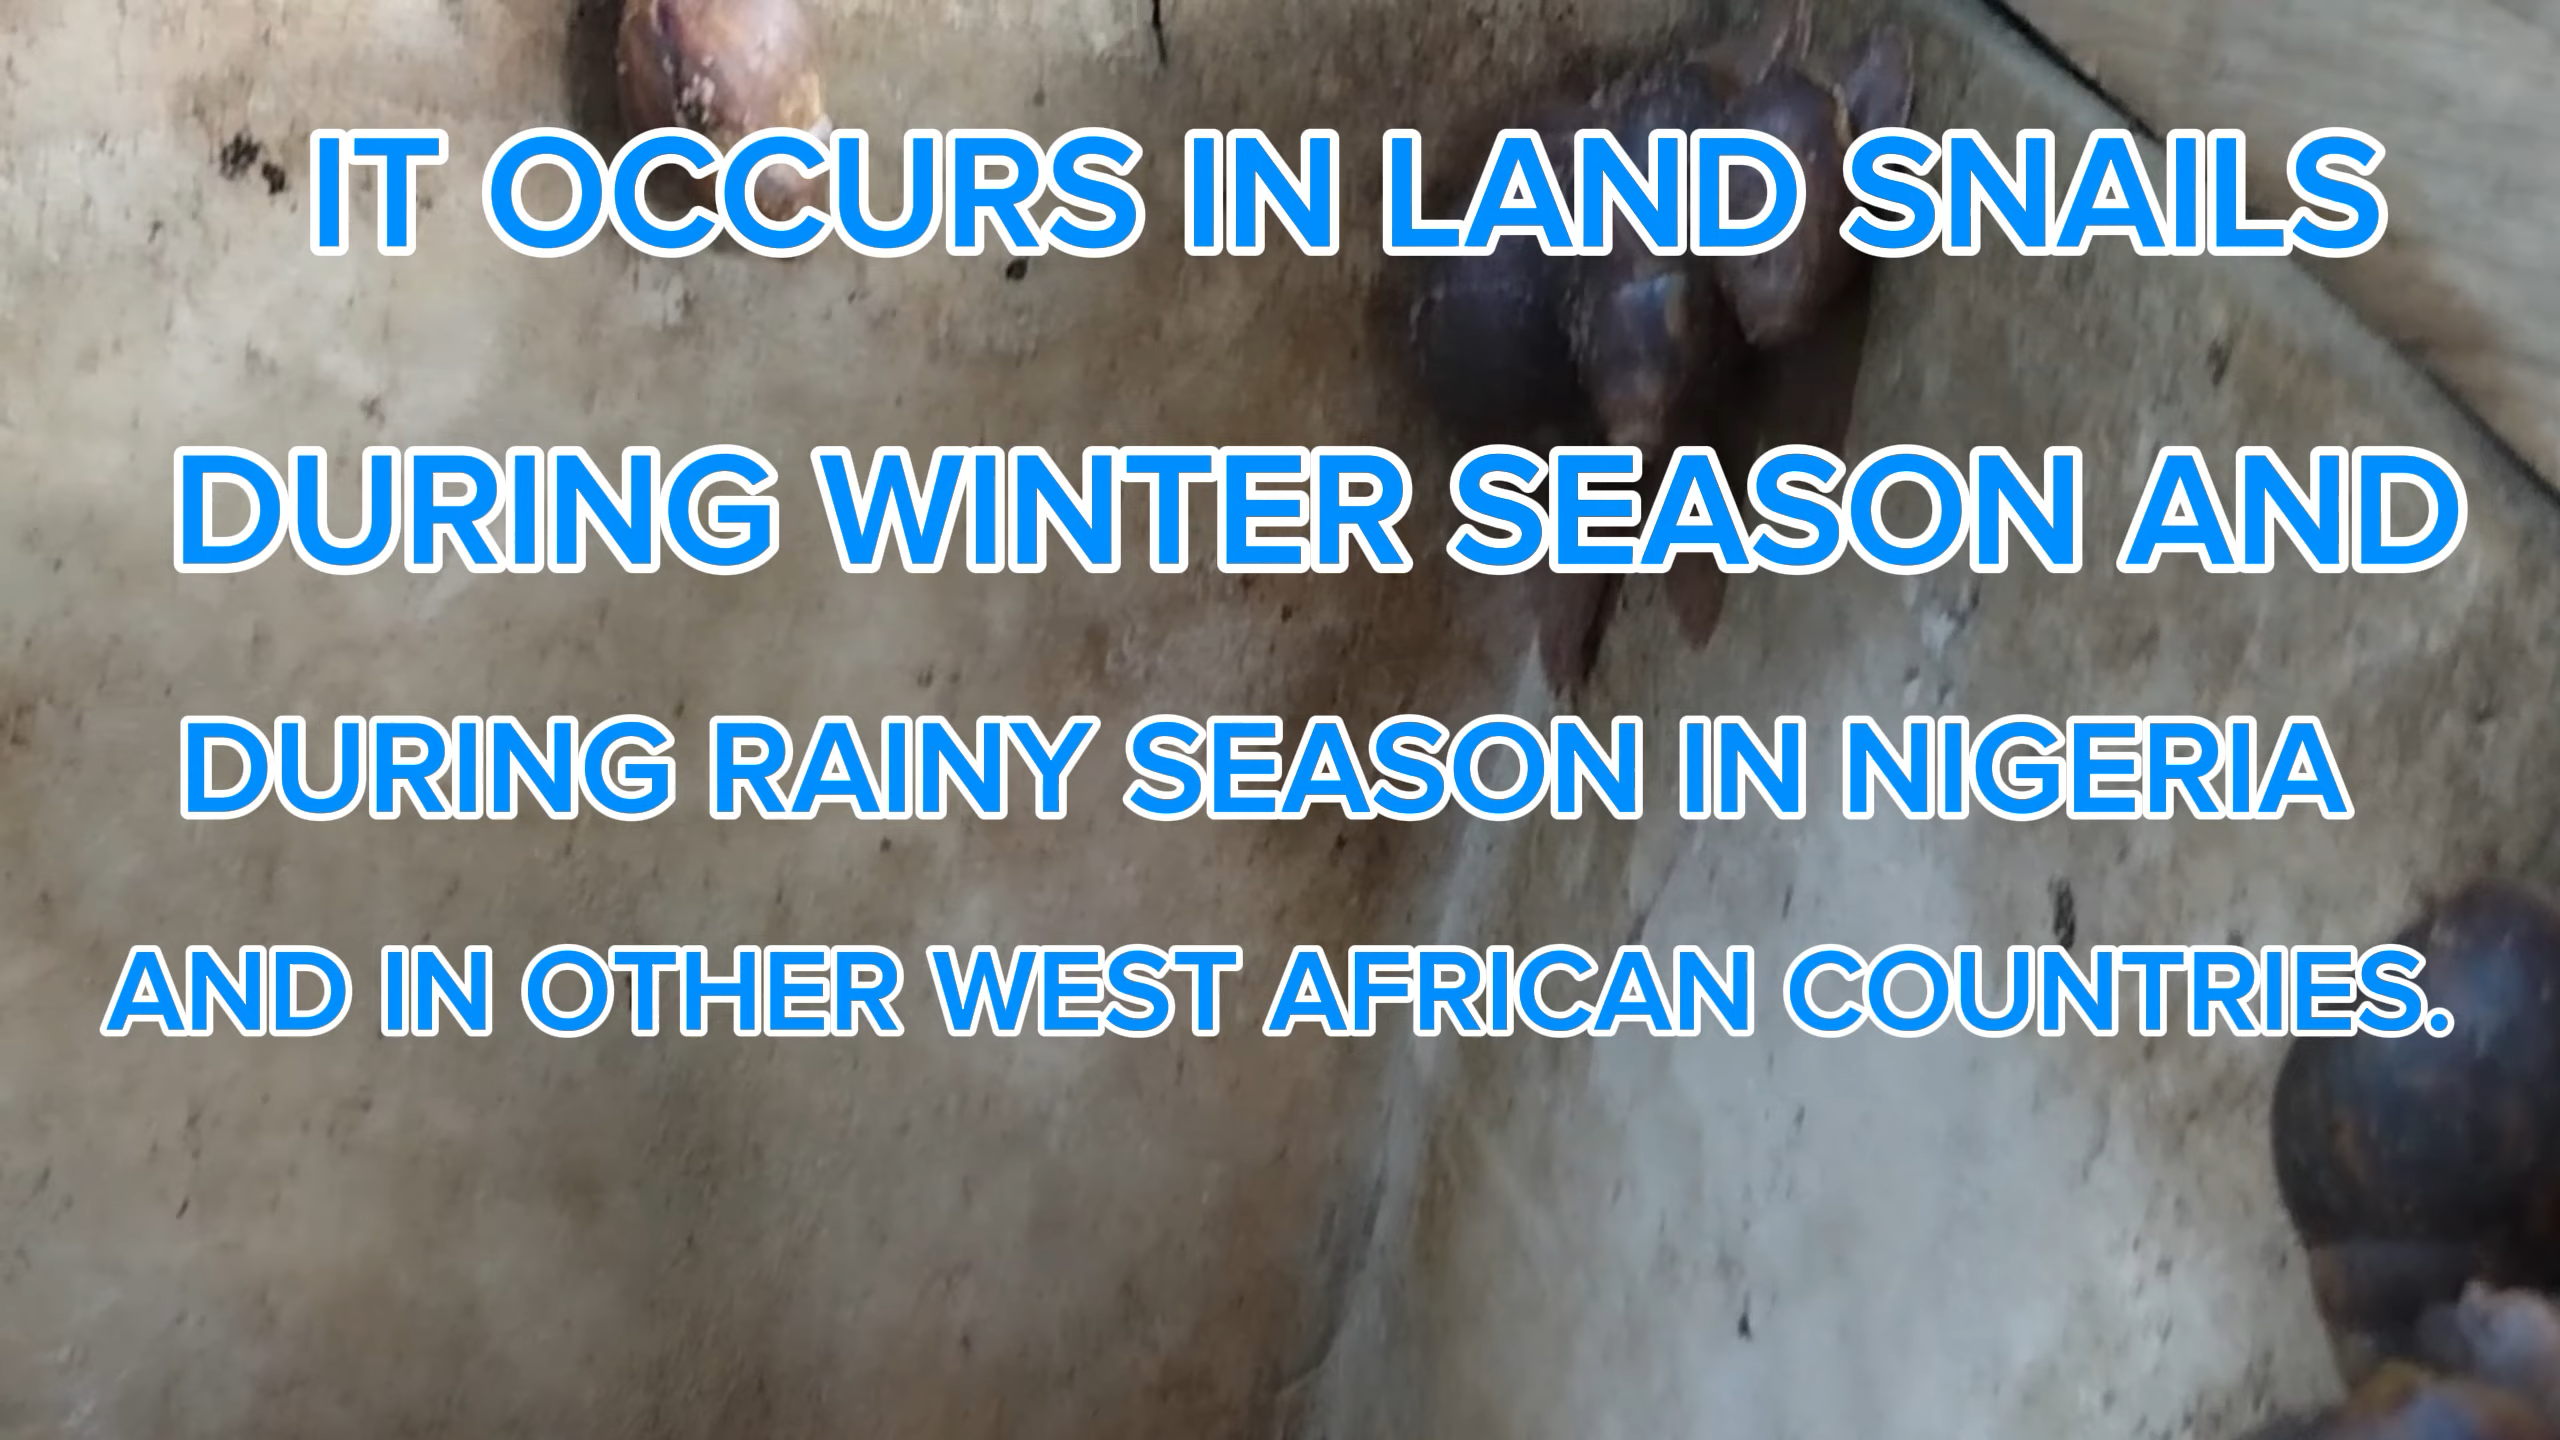 IT OCCURS IN LAND SNAILS
DURING WINTER SEASON AND
DURING RAINY SEASON IN NIGERIA
AND IN OTHER WEST AFRICAN COUNTRIES.